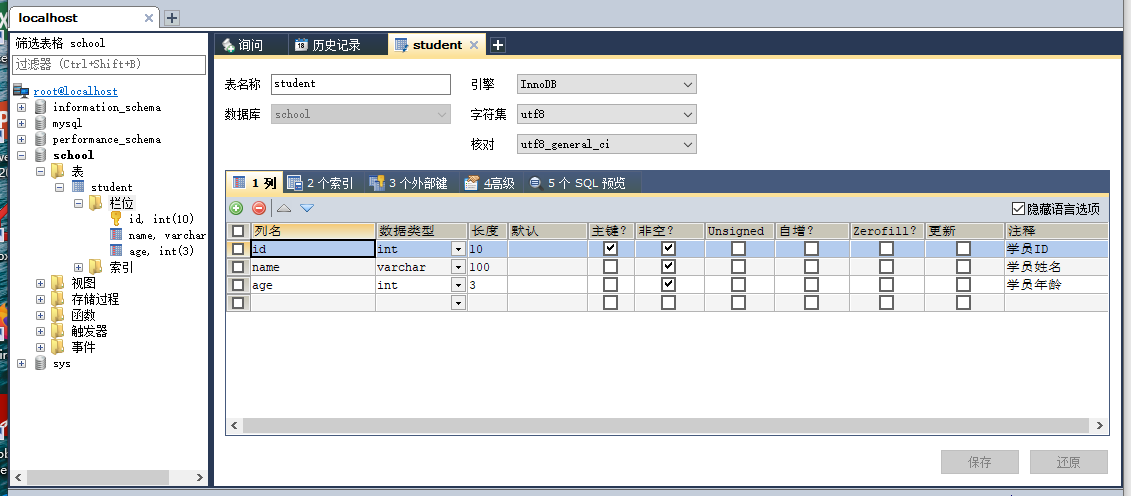 localhost
筛选表格 school
过滤器 (Ctrl+Shift+B)
root@localhost
information_schema
mysql
performance_schema
school
表
student
栏位
id, int(10)
name, varchar
age, int(3)
索引
视图
存储过程
函数
触发器
事件
sys
询问 历史记录 student
表名称 student 引擎 InnoDB
数据库 school 字符集 utf8
核对 utf8_general_ci
1 列 2 个索引 3 个外部键 4高级 5 个 SQL 预览
隐藏语言选项
列名 数据类型 长度 默认 主键? 非空? Unsigned 自增? Zerofill? 更新 注释
id int 10 学员ID
name varchar 100 学员姓名
age int 3 学员年龄
保存 还原